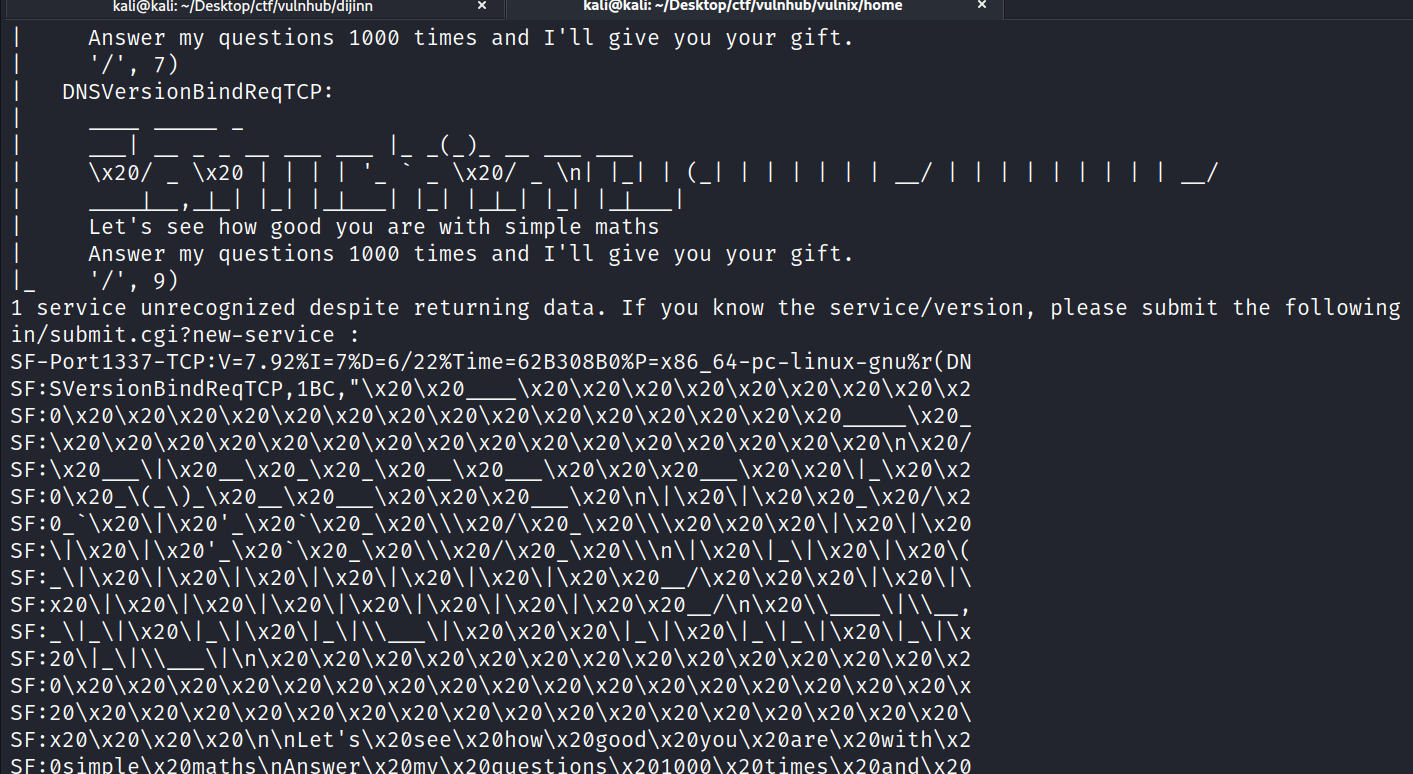 kali@kali: ~/Desktop/ctf/vulnhub/dijinn × kali@kali: ~/Desktop/ctf/vulnhub/vulnix/home ×
| Answer my questions 1000 times and I'll give you your gift.
| '/', 7)
| DNSVersionBindReqTCP:
|
| ____ _____ _
| ___| __ _ _ __ ___ ___ |_ _(_)_ __ ___ ___
| \x20/ _ \x20 | | | | '_ ` _ \x20/ _ \n| |_| | (_| | | | | | | __/ | | | | | | | | | __/
| ____|__,_|_| |_| |_|___| |_| |_|_| |_| |_|___|
| Let's see how good you are with simple maths
| Answer my questions 1000 times and I'll give you your gift.
|_ '/', 9)
1 service unrecognized despite returning data. If you know the service/version, please submit the following
in/submit.cgi?new-service :
SF-Port1337-TCP:V=7.92%I=7%D=6/22%Time=62B308B0%P=x86_64-pc-linux-gnu%r(DN
SF:SVersionBindReqTCP,1BC,"\x20\x20____\x20\x20\x20\x20\x20\x20\x20\x20\x2
SF:0\x20\x20\x20\x20\x20\x20\x20\x20\x20\x20\x20\x20\x20\x20\x20_____\x20_
SF:\x20\x20\x20\x20\x20\x20\x20\x20\x20\x20\x20\x20\x20\x20\x20\x20\n\x20/
SF:\x20___\|\x20__\x20_\x20_\x20__\x20___\x20\x20\x20___\x20\x20\|_\x20\x2
SF:0\x20_\(_\)_\x20__\x20___\x20\x20\x20___\x20\n\|\x20\|\x20\x20_\x20/\x2
SF:0_`\x20\|\x20'_\x20`\x20_\x20\\\x20/\x20_\x20\\\x20\x20\x20\|\x20\|\x20
SF:\|\x20\|\x20'_\x20`\x20_\x20\\\x20/\x20_\x20\\\n\|\x20\|_\|\x20\|\x20\(
SF:_\|\x20\|\x20\|\x20\|\x20\|\x20\|\x20\|\x20\x20__/\x20\x20\x20\|\x20\|\
SF:x20\|\x20\|\x20\|\x20\|\x20\|\x20\|\x20\|\x20\x20__/\n\x20\\____\|\\__,
SF:_\|_\|\x20\|_\|\x20\|_\|\\___\|\x20\x20\x20\|_\|\x20\|_\|_\|\x20\|_\|\x
SF:20\|_\|\\___\|\n\x20\x20\x20\x20\x20\x20\x20\x20\x20\x20\x20\x20\x20\x2
SF:0\x20\x20\x20\x20\x20\x20\x20\x20\x20\x20\x20\x20\x20\x20\x20\x20\x20\x
SF:20\x20\x20\x20\x20\x20\x20\x20\x20\x20\x20\x20\x20\x20\x20\x20\x20\x20\
SF:x20\x20\x20\x20\n\nLet's\x20see\x20how\x20good\x20you\x20are\x20with\x2
SF:0simple\x20maths\nAnswer\x20my\x20questions\x201000\x20times\x20and\x20